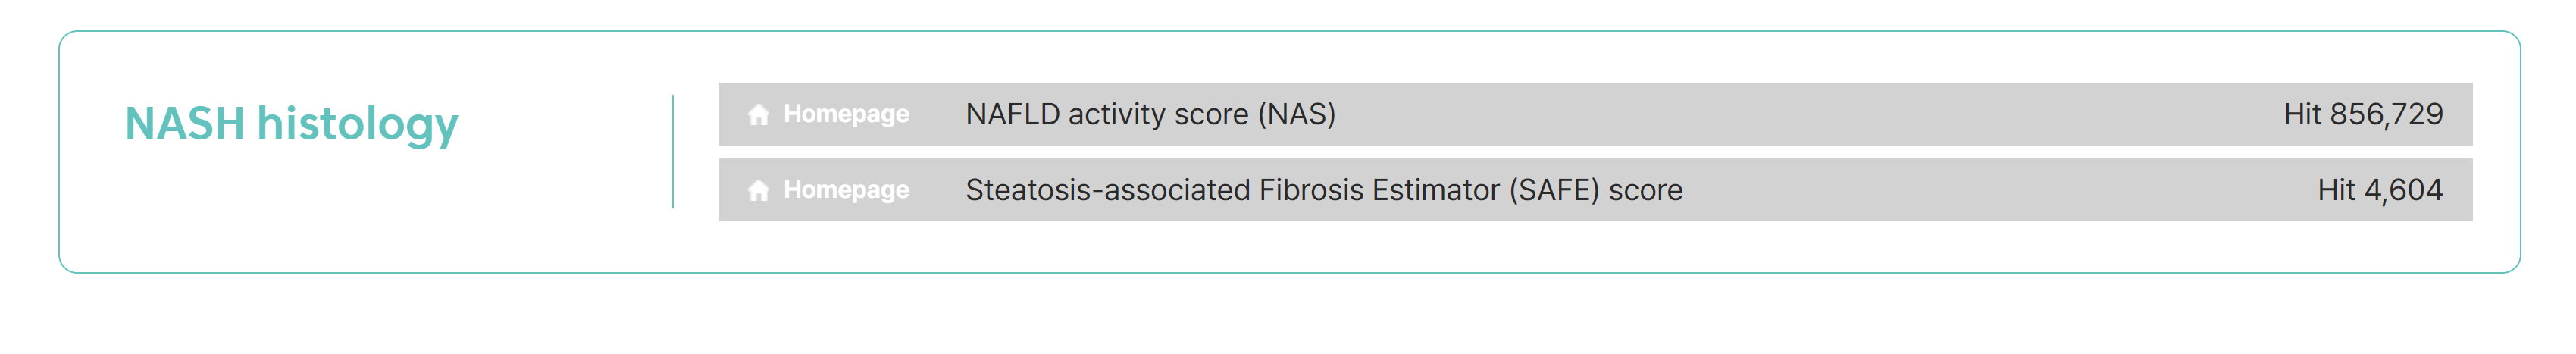 NASH histology
Homepage NAFLD activity score (NAS) Hit 856,729
Homepage Steatosis-associated Fibrosis Estimator (SAFE) score Hit 4,604